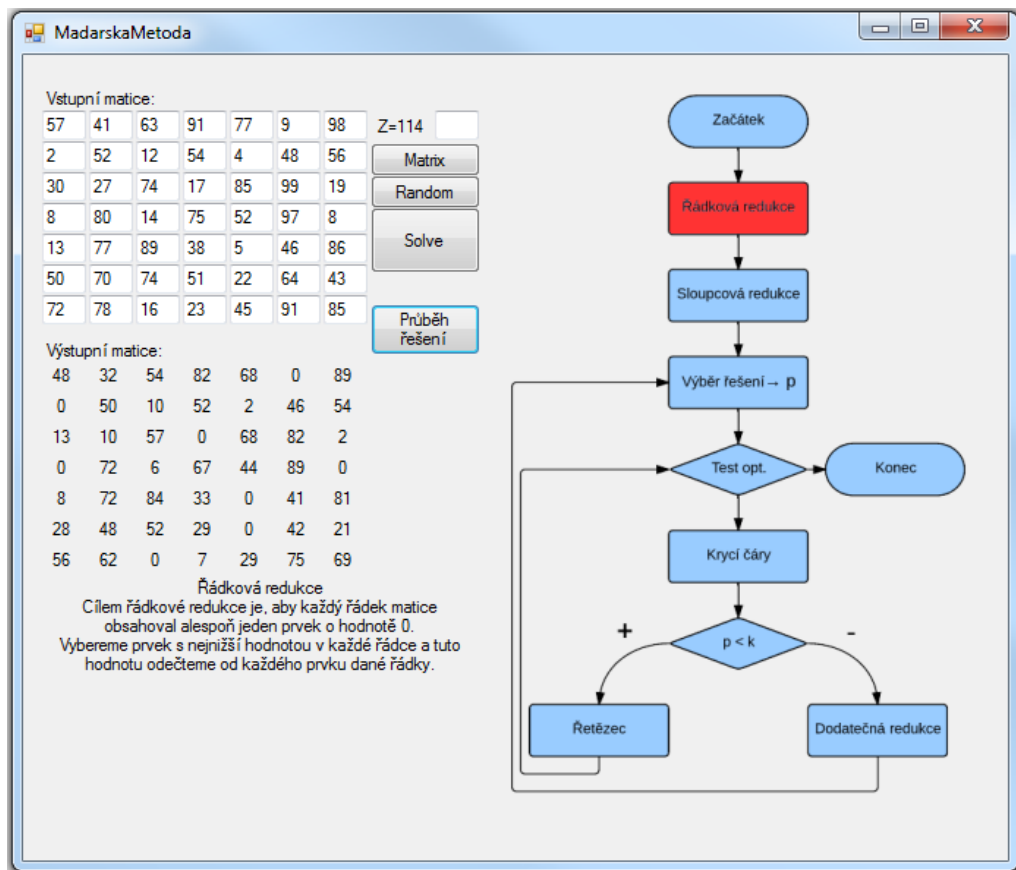 MadarskaMetoda
Vstupní matice:
57 41 63 91 77 9 98
2 52 12 54 4 48 56
30 27 74 17 85 99 19
8 80 14 75 52 97 8
13 77 89 38 5 46 86
50 70 74 51 22 64 43
72 78 16 23 45 91 85
Z=114
Matrix
Random
Solve
Průběh
řešení
Výstupní matice:
48 32 54 82 68 0 89
0 50 10 52 2 46 54
13 10 57 0 68 82 2
0 72 6 67 44 89 0
8 72 84 33 0 41 81
28 48 52 29 0 42 21
56 62 0 7 29 75 69
Řádková redukce
Cílem řádkové redukce je, aby každý řádek matice
obsahoval alespoň jeden prvek o hodnotě 0.
Vybereme prvek s nejnižší hodnotou v každé řádce a tuto
hodnotu odečteme od každého prvku dané řádky.
Začátek
Řádková redukce
Sloupcová redukce
Výběr řešení→ p
Test opt.
Konec
Krycí čáry
p < k
+
-
Řetězec
Dodatečná redukce